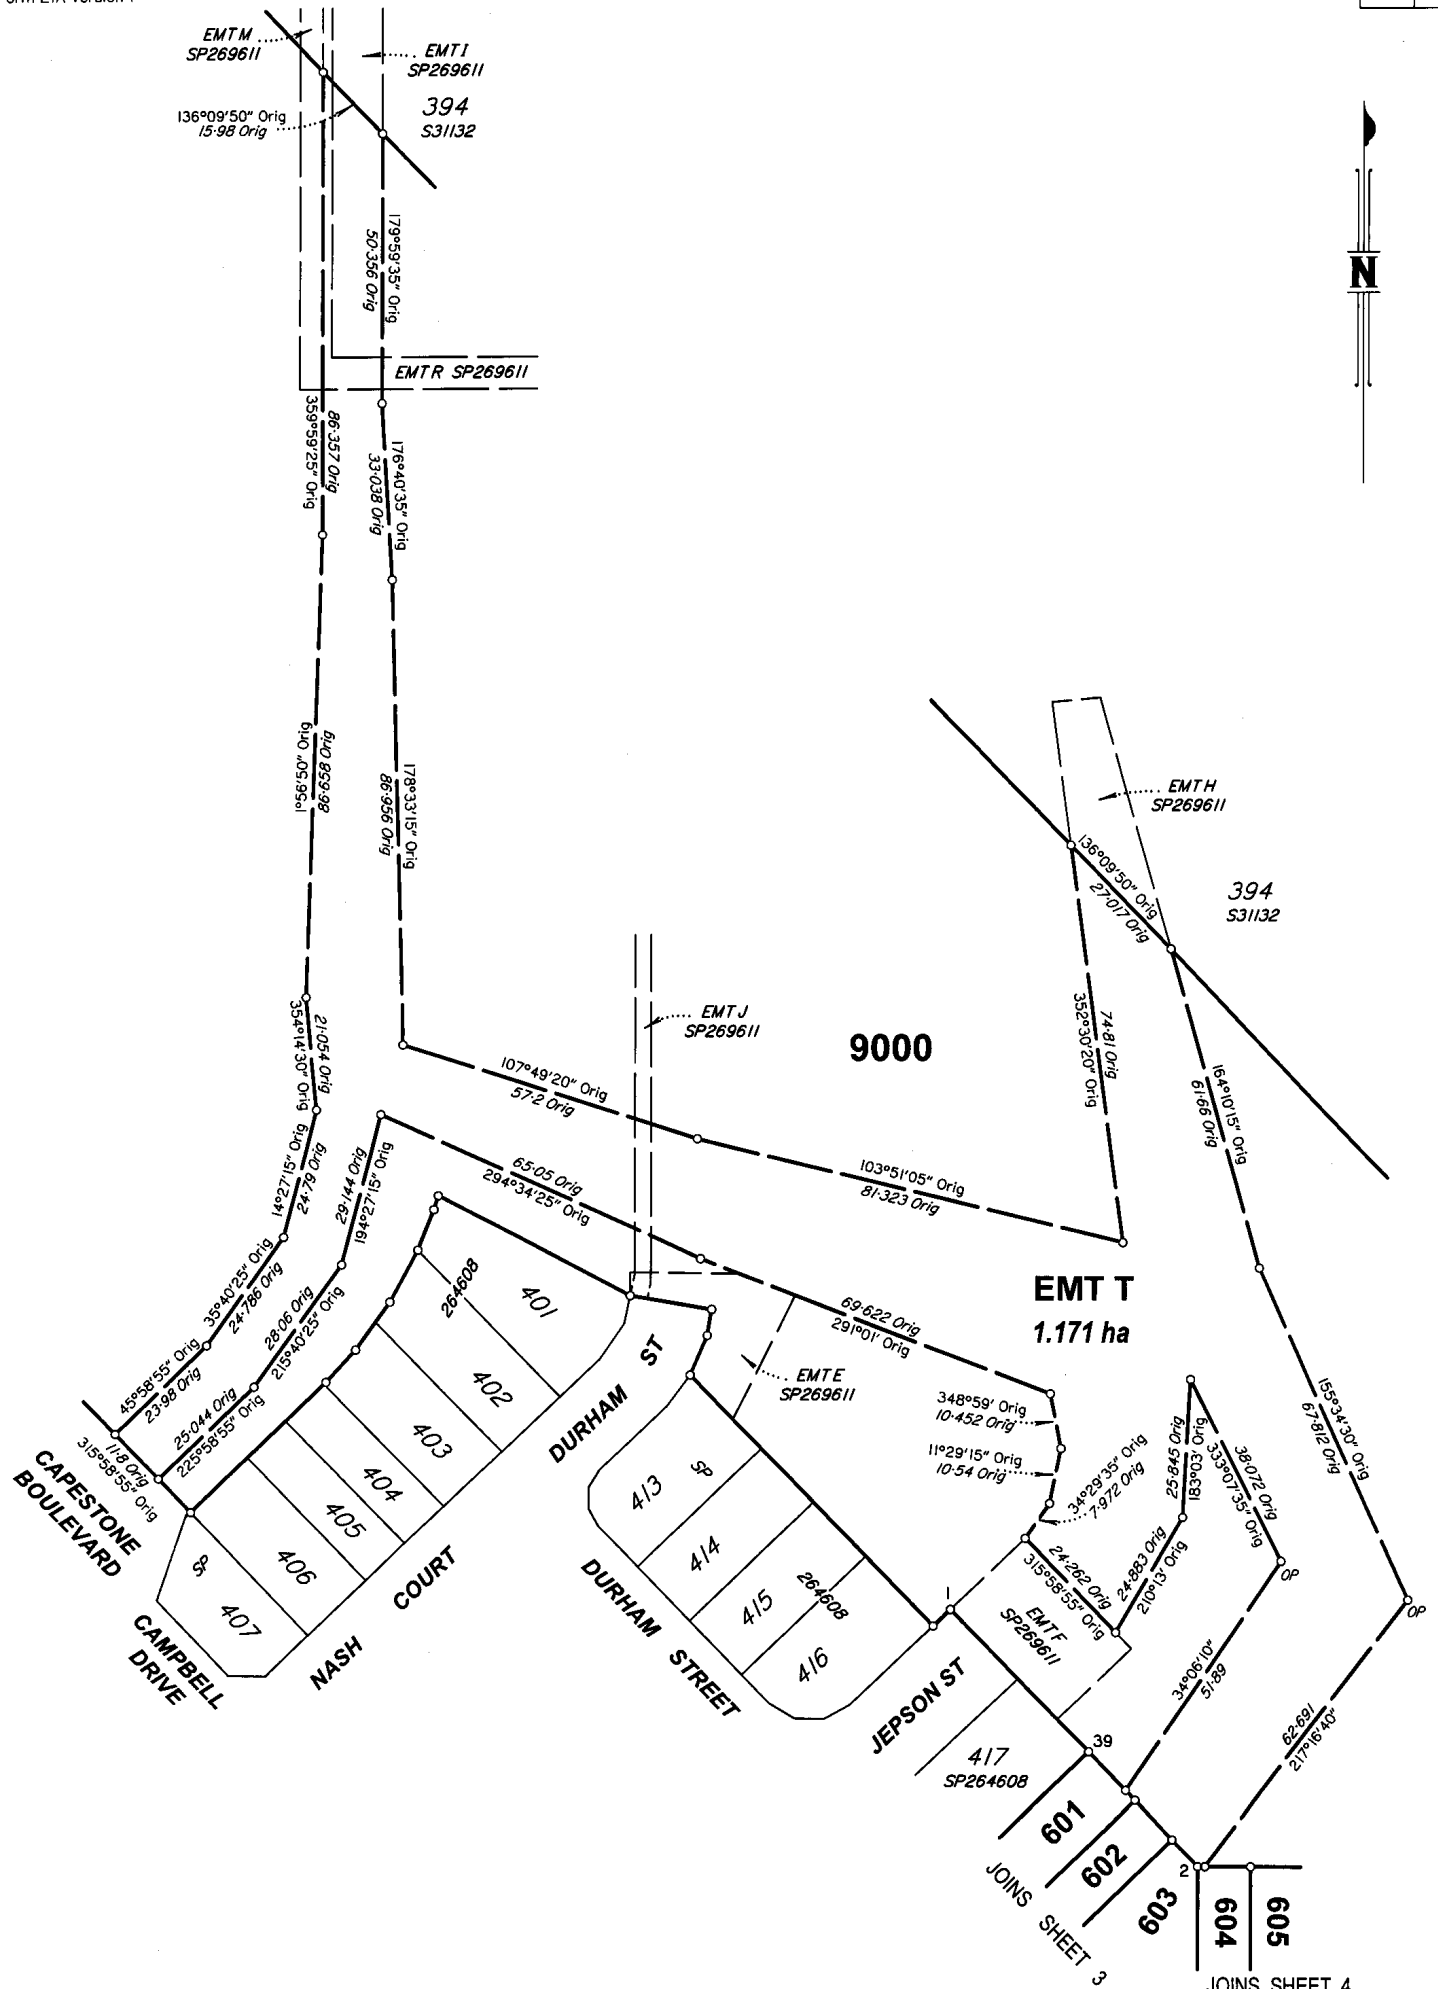 EMT M
SP269611
EMT I
SP269611
394
S31132
136°09'50" Orig
15·98 Orig
N
179°59'35" Orig
50·356 Orig
EMT R SP269611
86·357 Orig
359°59'25" Orig
176°40'35" Orig
33·038 Orig
1°56'50" Orig
86·658 Orig
178°33'15" Orig
86·956 Orig
EMT H
SP269611
136°09'50" Orig
27·017 Orig
394
S31132
EMT J
SP269611
9000
74·81 Orig
352°30'20" Orig
164°10'15" Orig
61·66 Orig
21·054 Orig
354°14'30" Orig
107°49'20" Orig
57·2 Orig
103°51'05" Orig
81·323 Orig
65·05 Orig
294°34'25" Orig
14°27'15" Orig
24·79 Orig
29·144 Orig
194°27'15" Orig
35°40'25" Orig
24·786 Orig
28·06 Orig
215°40'25" Orig
45°58'55" Orig
23·98 Orig
25·044 Orig
225°58'55" Orig
11·8 Orig
315°58'55" Orig
CAPESTONE
BOULEVARD
264608
401
402
403
404
405
406
SP
407
CAMPBELL
DRIVE
NASH COURT
DURHAM ST
EMT E
SP269611
69·622 Orig
291°01' Orig
EMT T
1.171 ha
348°59' Orig
10·452 Orig
11°29'15" Orig
10·54 Orig
34°29'35" Orig
7·972 Orig
25·845 Orig
183°03' Orig
38·072 Orig
333°07'35" Orig
155°34'30" Orig
67·812 Orig
24·262 Orig
315°58'55" Orig
24·883 Orig
210°13' Orig
OP
OP
SP
413
414
415
264608
416
DURHAM STREET
1
EMT F
SP269611
JEPSON ST
34°06'10"
51·89
62·691
217°16'40"
39
417
SP264608
601
602
603
2
604
605
JOINS SHEET 3
JOINS SHEET 4